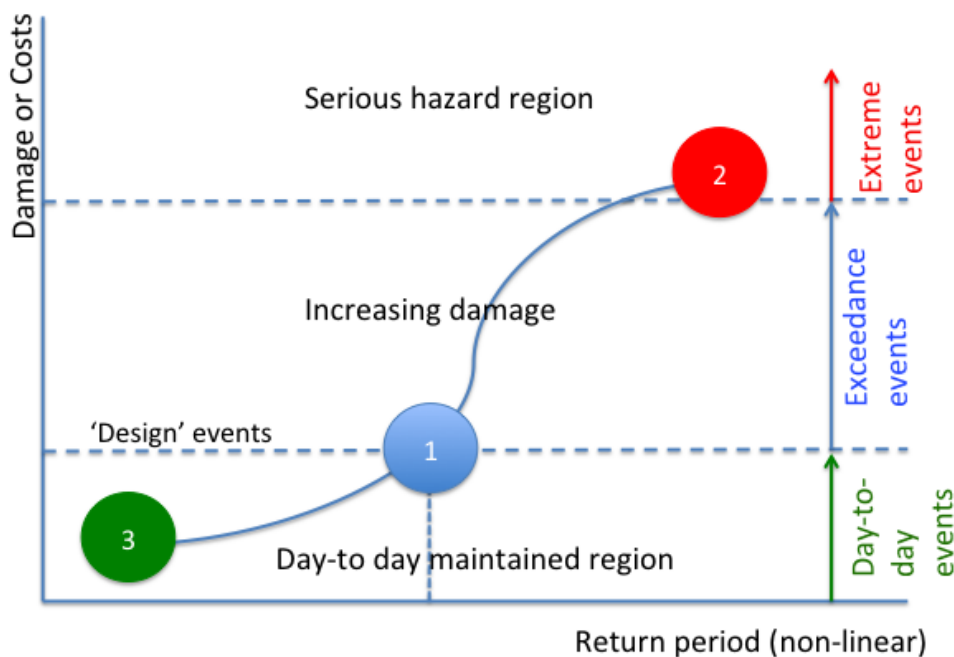 Damage or Costs
Serious hazard region
2
Extreme
events
Increasing damage
Exceedance
events
‘Design’ events
1
3
Day-to day maintained region
Day-to-
day
events
Return period (non-linear)